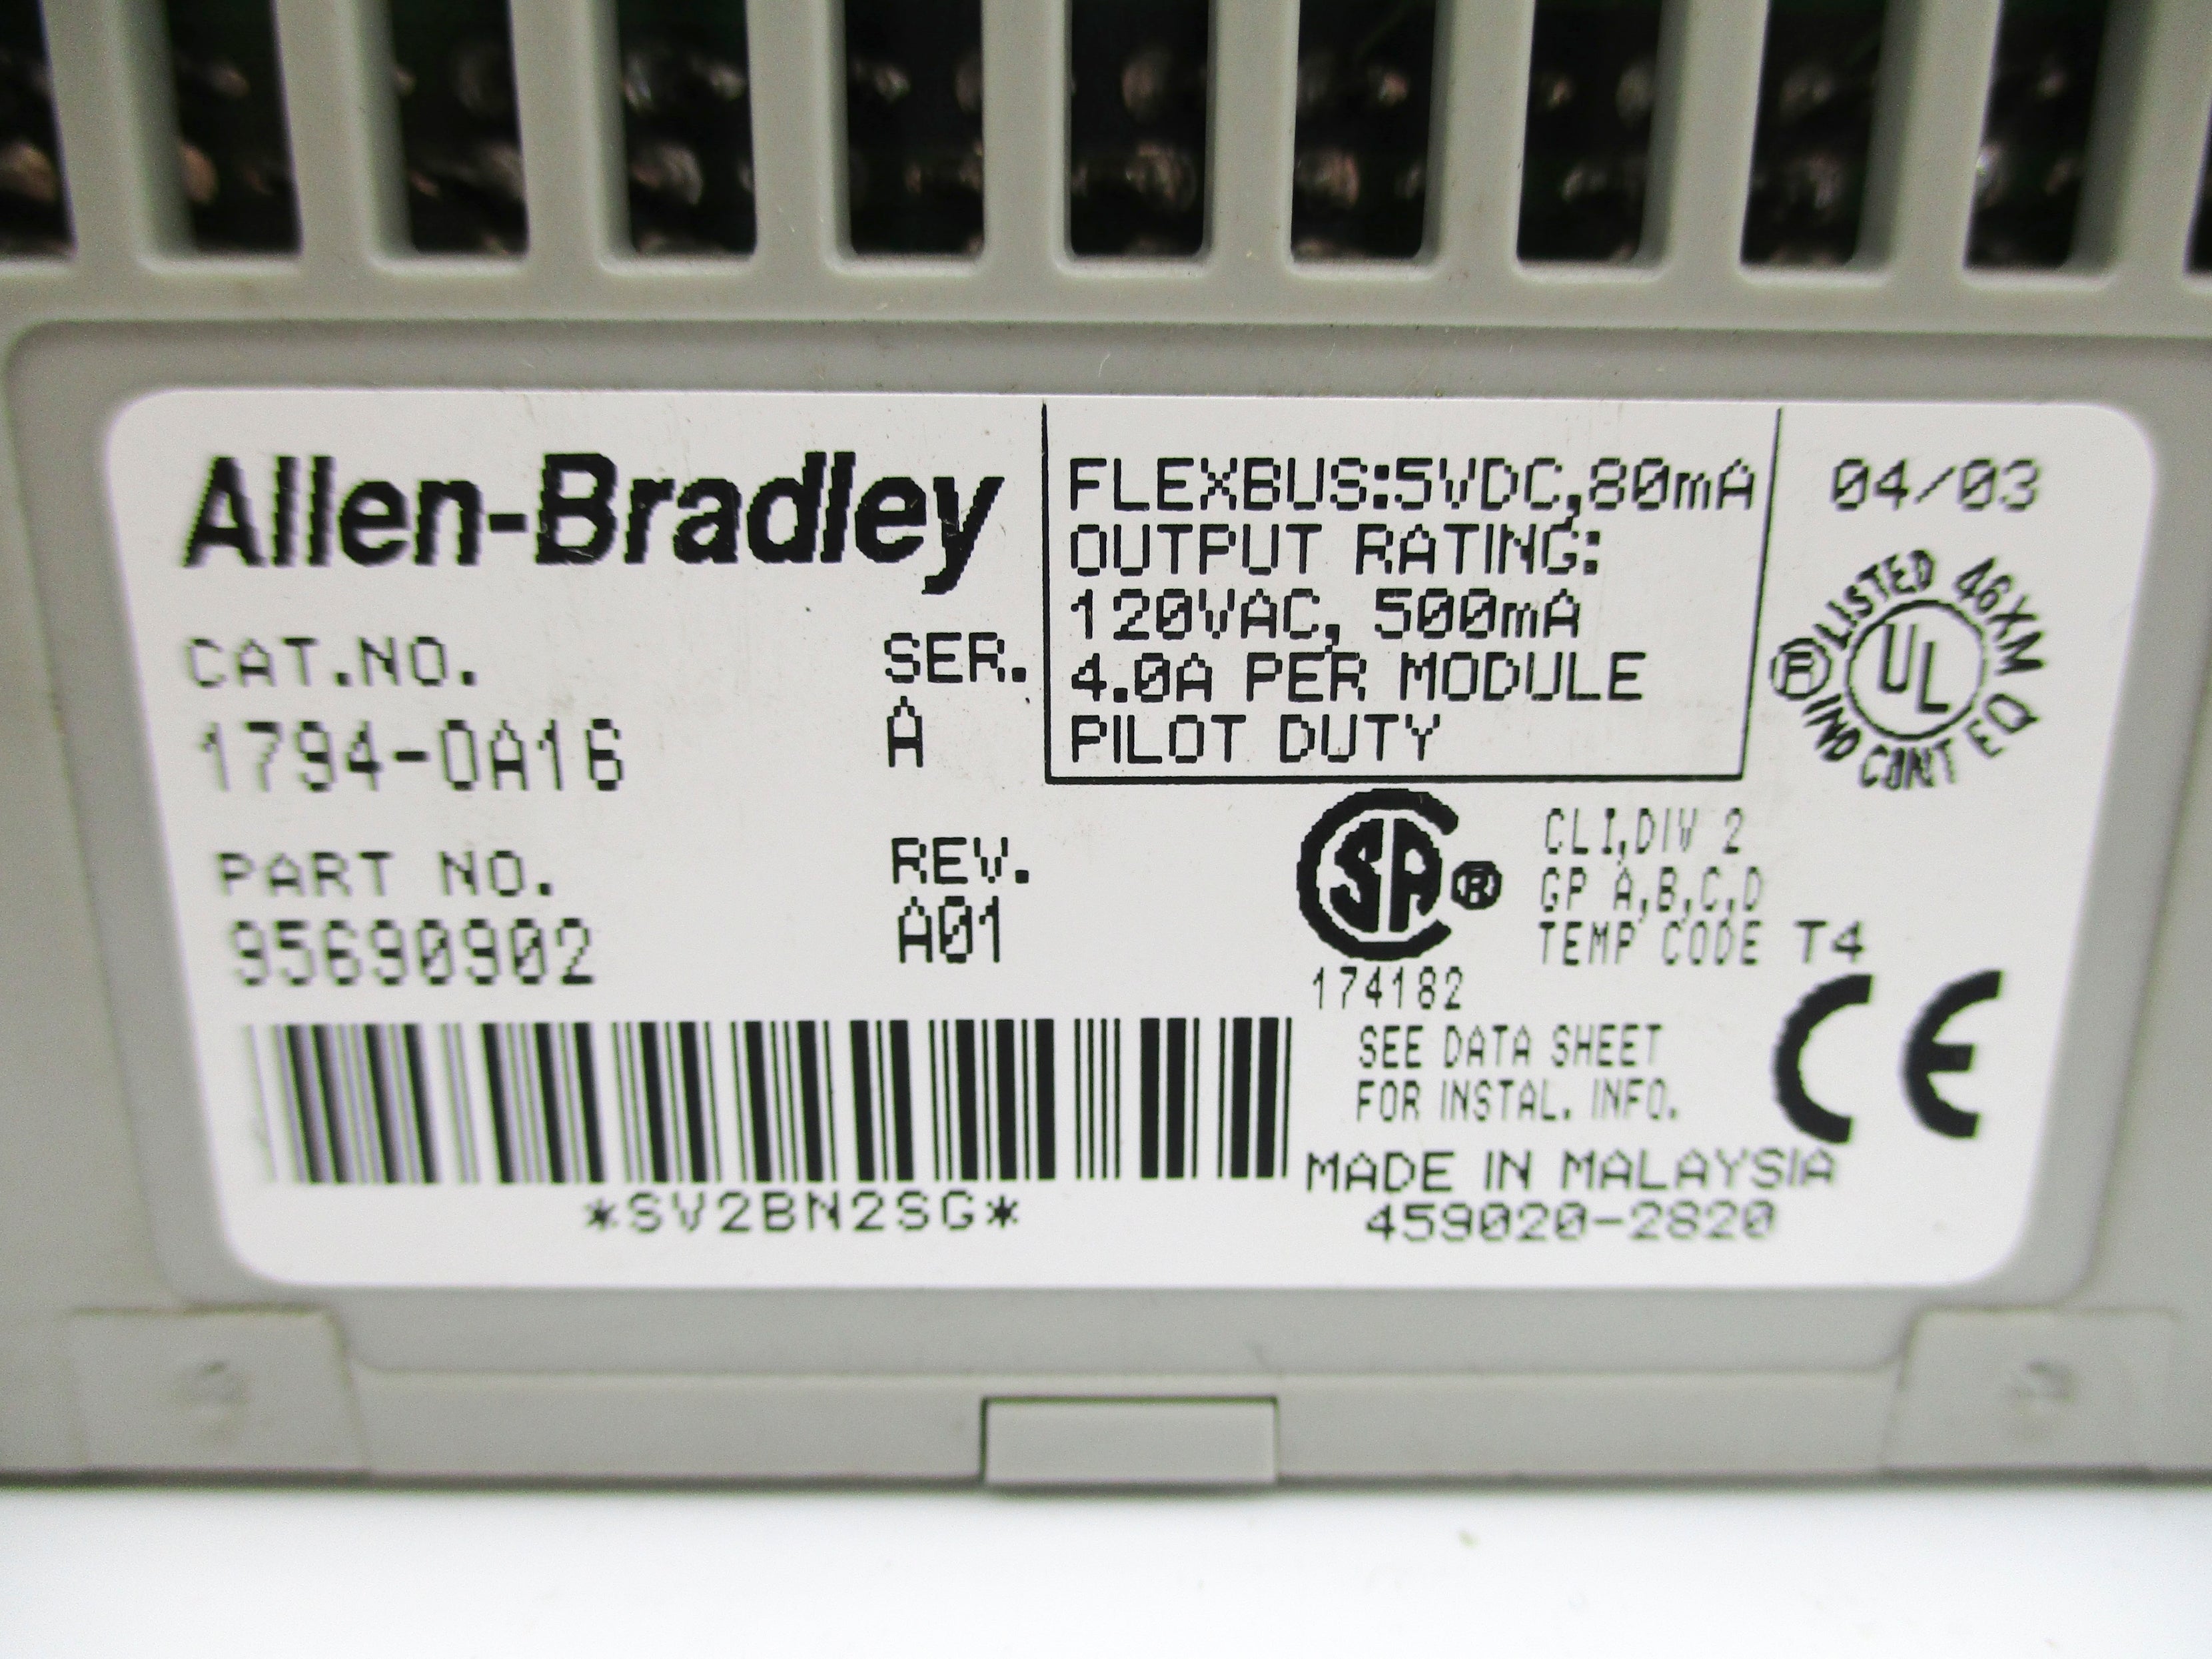 Allen-Bradley
CAT.NO.
SER.
1794-OA16
A
PART NO.
REV.
95690902
A01
*SV2BN2SG*
FLEXBUS:5VDC,80mA
OUTPUT RATING:
120VAC, 500mA
4.0A PER MODULE
PILOT DUTY
04/03
LISTED 46XM
UL
®
IND CONT EQ
SA ®
CL I,DIV 2
GP A,B,C,D
TEMP CODE T4
174182
SEE DATA SHEET
FOR INSTAL. INFO.
CE
MADE IN MALAYSIA
459020-2820